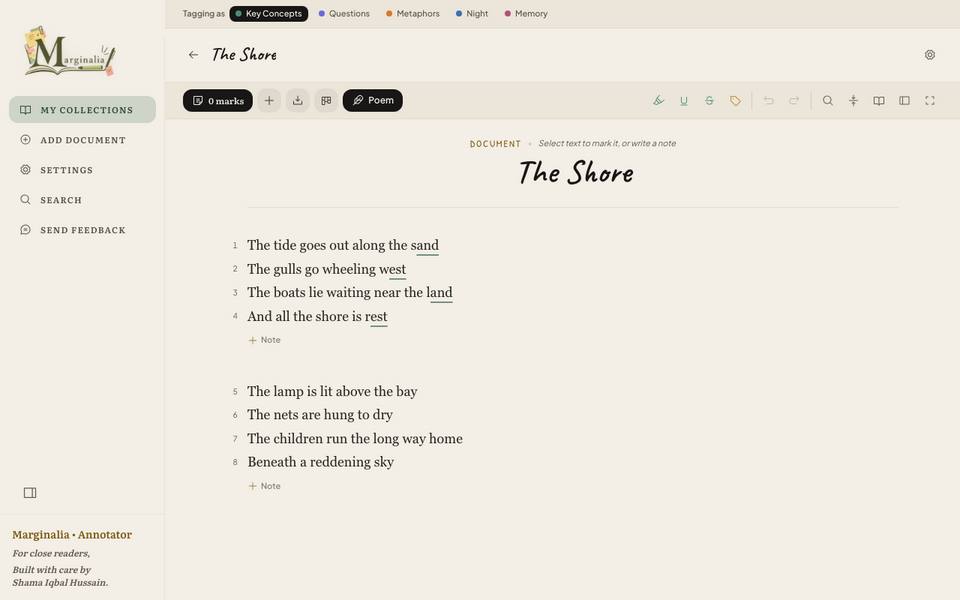 Tagging as Key Concepts Questions Metaphors Night Memory
Marginalia
The Shore
0 marks Poem
MY COLLECTIONS
ADD DOCUMENT
SETTINGS
SEARCH
SEND FEEDBACK
DOCUMENT • Select text to mark it, or write a note
The Shore
1 The tide goes out along the sand
2 The gulls go wheeling west
3 The boats lie waiting near the land
4 And all the shore is rest
+ Note
5 The lamp is lit above the bay
6 The nets are hung to dry
7 The children run the long way home
8 Beneath a reddening sky
+ Note
Marginalia • Annotator
For close readers,
Built with care by
Shama Iqbal Hussain.